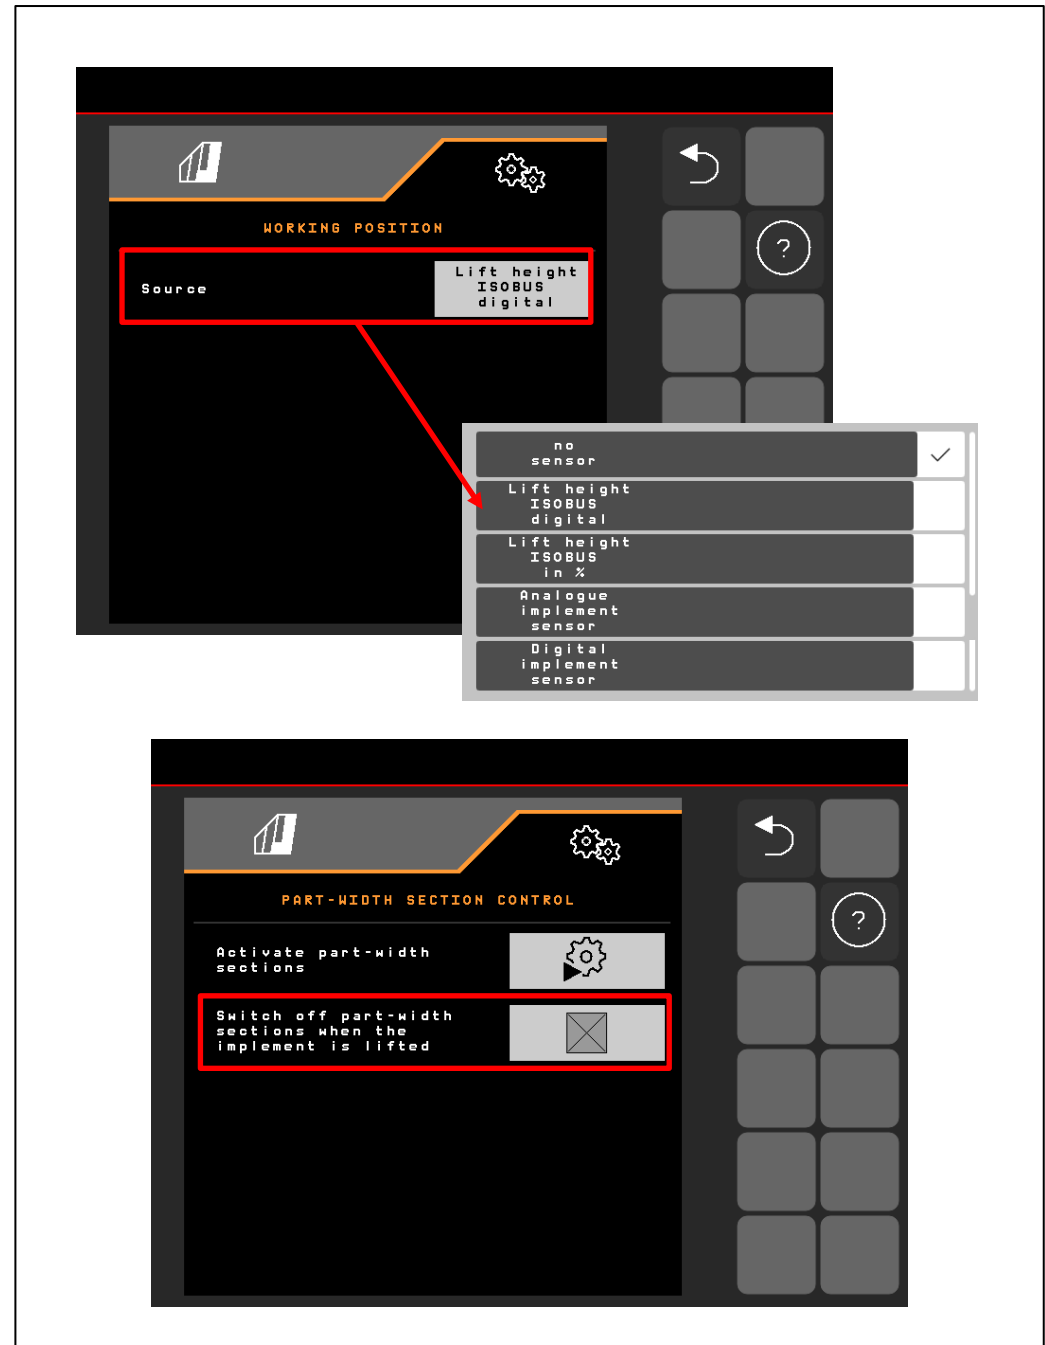 WORKING POSITION
Source
Lift height
ISOBUS
digital
?
no
sensor
Lift height
ISOBUS
digital
Lift height
ISOBUS
in %
Analogue
implement
sensor
Digital
implement
sensor
PART-WIDTH SECTION CONTROL
?
Activate part-width
sections
Switch off part-width
sections when the
implement is lifted